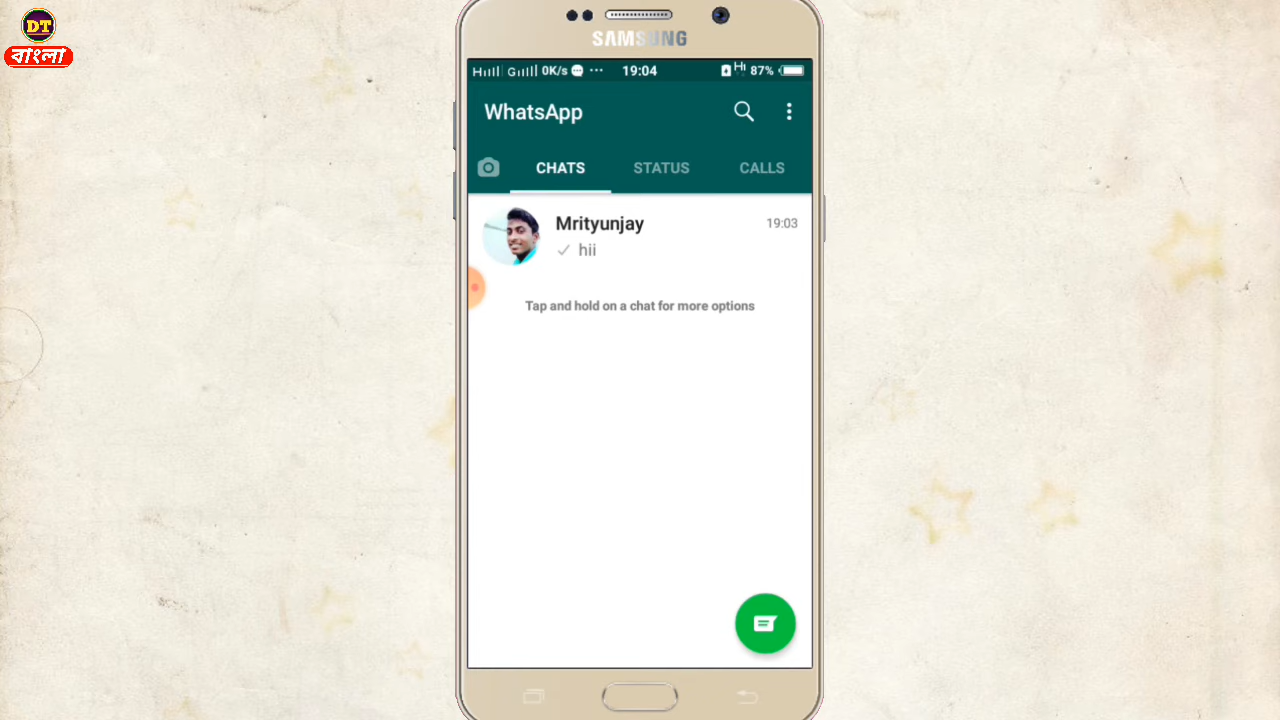 DT
বাংলা
SAMSUNG
H G 0K/s ... 19:04 Hi 87%
WhatsApp
CHATS STATUS CALLS
Mrityunjay 19:03
hii
Tap and hold on a chat for more options